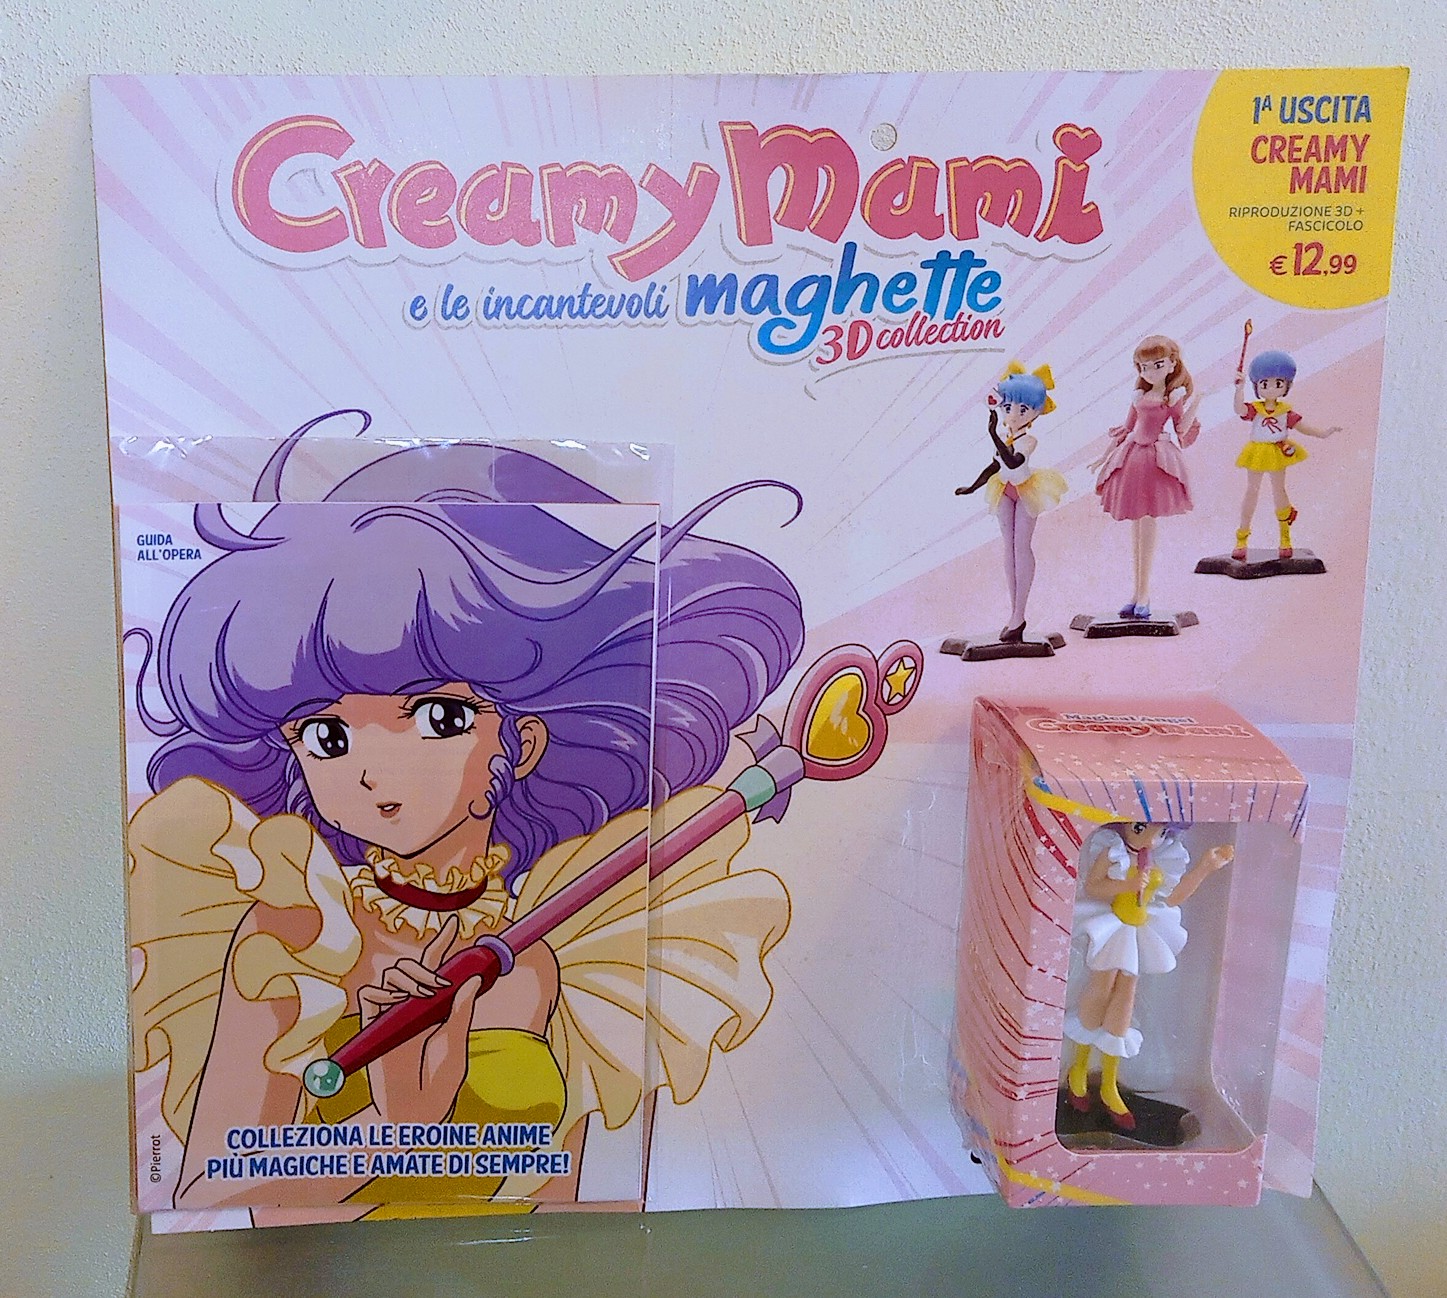 Creamy Mami
e le incantevoli maghette
3D collection
1ª USCITA
CREAMY
MAMI
RIPRODUZIONE 3D +
FASCICOLO
€ 12,99
GUIDA
ALL'OPERA
Magical Angel
Creamy Mami
COLLEZIONA LE EROINE ANIME
PIÙ MAGICHE E AMATE DI SEMPRE!
©Pierrot